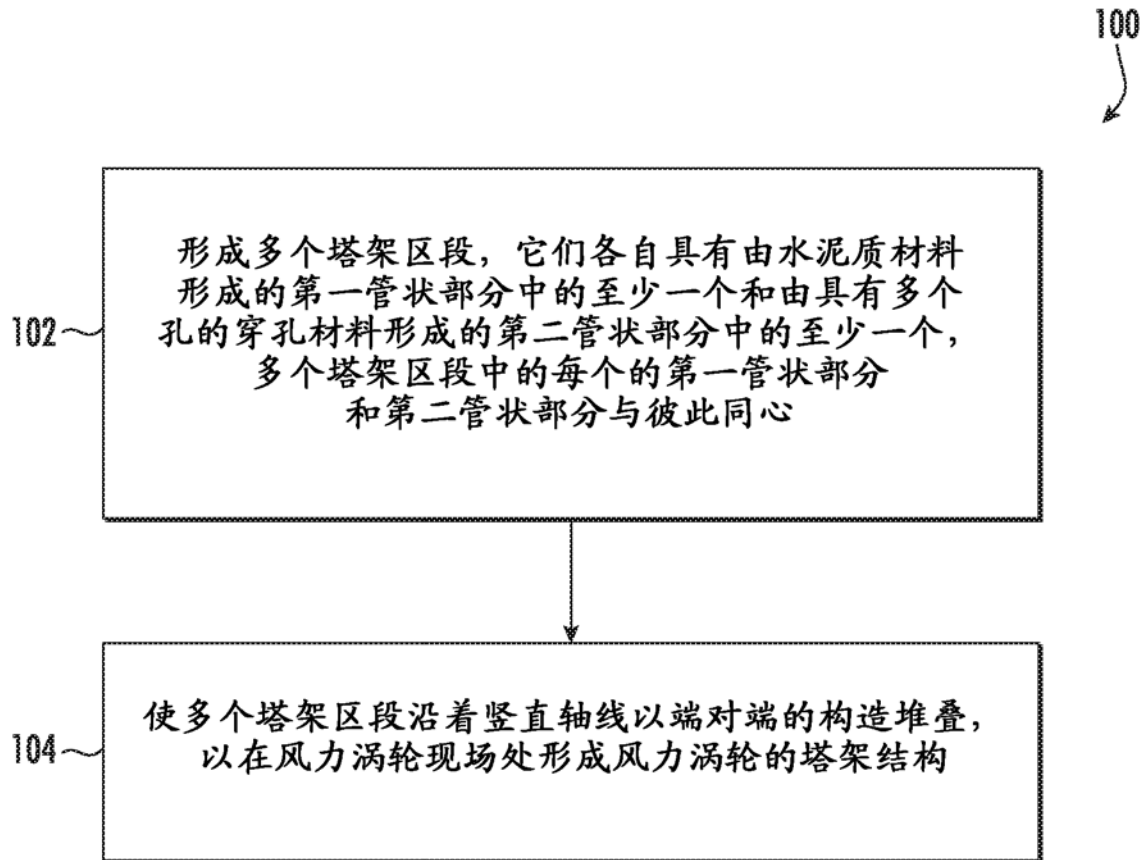 100
形成多个塔架区段，它们各自具有由水泥质材料
形成的第一管状部分中的至少一个和由具有多个
102
孔的穿孔材料形成的第二管状部分中的至少一个，
多个塔架区段中的每个的第一管状部分
和第二管状部分与彼此同心
使多个塔架区段沿着竖直轴线以端对端的构造堆叠，
104
以在风力涡轮现场处形成风力涡轮的塔架结构